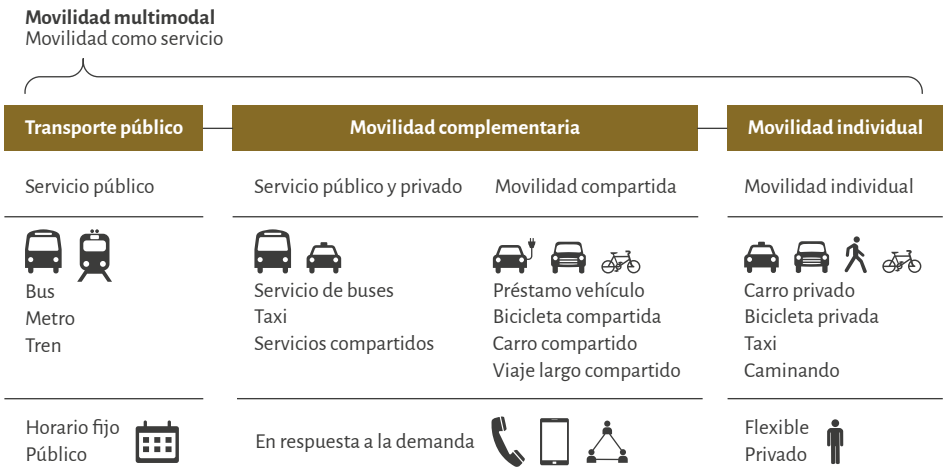 Movilidad multimodal
Movilidad como servicio
Transporte público
Movilidad complementaria
Movilidad individual
Servicio público
Servicio público y privado
Movilidad compartida
Movilidad individual
Bus
Metro
Tren
Servicio de buses
Taxi
Servicios compartidos
Préstamo vehículo
Bicicleta compartida
Carro compartido
Viaje largo compartido
Carro privado
Bicicleta privada
Taxi
Caminando
Horario fijo
Público
En respuesta a la demanda
Flexible
Privado